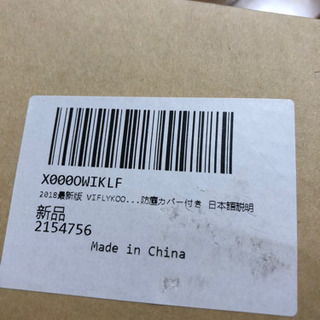 X000OWIKLF
2018最新版 VIFLYKOO...防塵カバー付き 日本語説明
新品
2154756
Made in China